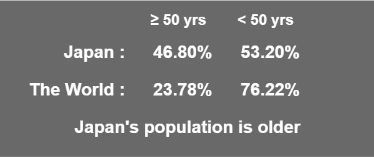 ≥ 50 yrs < 50 yrs
Japan : 46.80% 53.20%
The World : 23.78% 76.22%
Japan's population is older